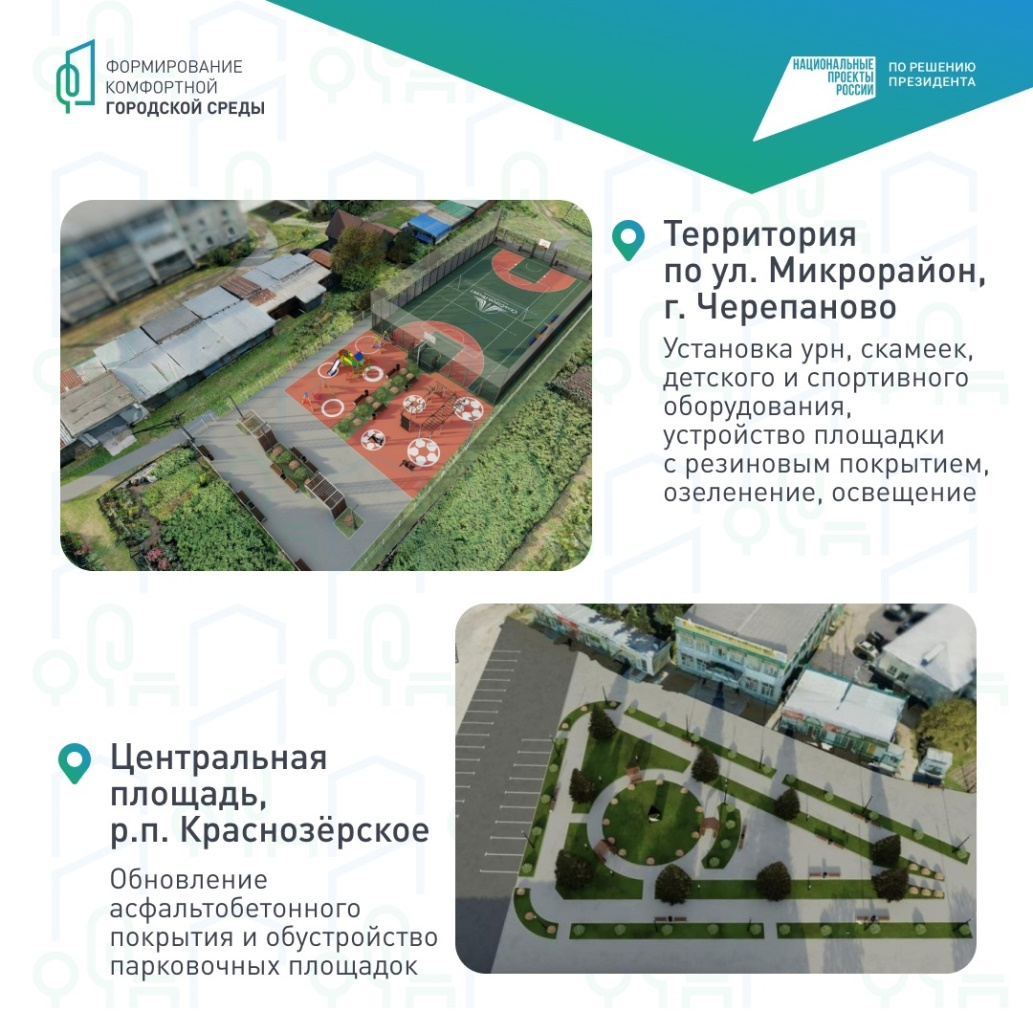 ФОРМИРОВАНИЕ
КОМФОРТНОЙ
ГОРОДСКОЙ СРЕДЫ
НАЦИОНАЛЬНЫЕ
ПРОЕКТЫ
РОССИИ
ПО РЕШЕНИЮ
ПРЕЗИДЕНТА
Территория
по ул. Микрорайон,
г. Черепаново
Установка урн, скамеек,
детского и спортивного
оборудования,
устройство площадки
с резиновым покрытием,
озеленение, освещение
Центральная
площадь,
р.п. Краснозёрское
Обновление
асфальтобетонного
покрытия и обустройство
парковочных площадок